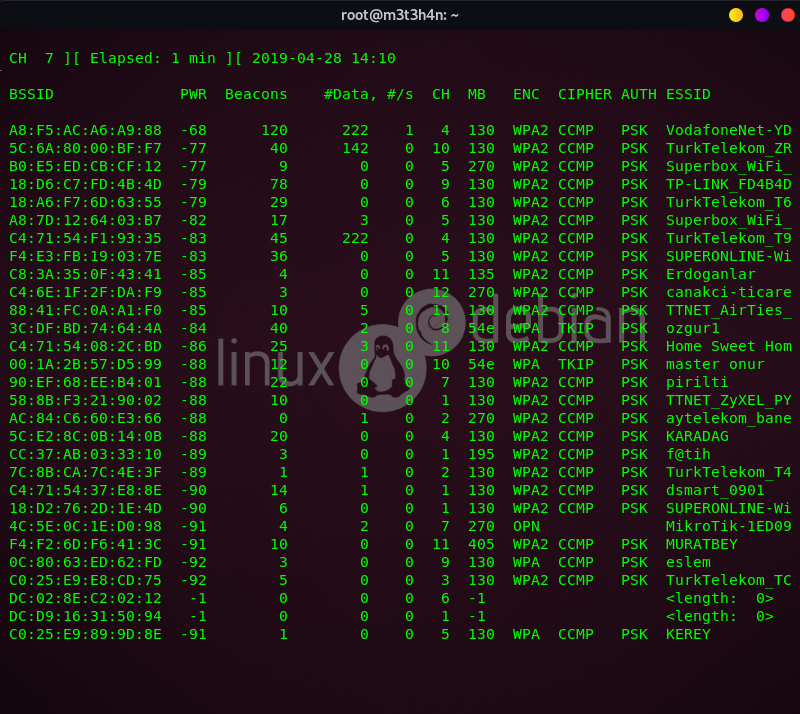 root@m3t3h4n: ~
CH  7 ][ Elapsed: 1 min ][ 2019-04-28 14:10
BSSID              PWR  Beacons    #Data, #/s  CH  MB   ENC  CIPHER AUTH ESSID
A8:F5:AC:A6:A9:88  -68      120      222    1   4  130  WPA2 CCMP   PSK  VodafoneNet-YD
5C:6A:80:00:BF:F7  -77       40      142    0  10  130  WPA2 CCMP   PSK  TurkTelekom_ZR
B0:E5:ED:CB:CF:12  -77        9        0    0   5  270  WPA2 CCMP   PSK  Superbox_WiFi_
18:D6:C7:FD:4B:4D  -79       78        0    0   9  130  WPA2 CCMP   PSK  TP-LINK_FD4B4D
18:A6:F7:6D:63:55  -79       29        0    0   6  130  WPA2 CCMP   PSK  TurkTelekom_T6
A8:7D:12:64:03:B7  -82       17        3    0   5  130  WPA2 CCMP   PSK  Superbox_WiFi_
C4:71:54:F1:93:35  -83       45      222    0   4  130  WPA2 CCMP   PSK  TurkTelekom_T9
F4:E3:FB:19:03:7E  -83       36        0    0   5  130  WPA2 CCMP   PSK  SUPERONLINE-Wi
C8:3A:35:0F:43:41  -85        4        0    0  11  135  WPA2 CCMP   PSK  Erdoganlar
C4:6E:1F:2F:DA:F9  -85        3        0    0  12  270  WPA2 CCMP   PSK  canakci-ticare
88:41:FC:0A:A1:F0  -85       10        5    0  11  130  WPA2 CCMP   PSK  TTNET_AirTies_
3C:DF:BD:74:64:4A  -84       40        2    0   8  54e  WPA  TKIP   PSK  ozgur1
C4:71:54:08:2C:BD  -86       25        3    0  11  130  WPA2 CCMP   PSK  Home Sweet Hom
00:1A:2B:57:D5:99  -88       12        0    0  10  54e  WPA  TKIP   PSK  master onur
90:EF:68:EE:B4:01  -88       22        0    0   7  130  WPA2 CCMP   PSK  pirilti
58:8B:F3:21:90:02  -88       10        0    0   1  130  WPA2 CCMP   PSK  TTNET_ZyXEL_PY
AC:84:C6:60:E3:66  -88        0        1    0   2  270  WPA2 CCMP   PSK  aytelekom_bane
5C:E2:8C:0B:14:0B  -88       20        0    0   4  130  WPA2 CCMP   PSK  KARADAG
CC:37:AB:03:33:10  -89        3        0    0   1  195  WPA2 CCMP   PSK  f@tih
7C:8B:CA:7C:4E:3F  -89        1        1    0   2  130  WPA2 CCMP   PSK  TurkTelekom_T4
C4:71:54:37:E8:8E  -90       14        1    0   1  130  WPA2 CCMP   PSK  dsmart_0901
18:D2:76:2D:1E:4D  -90        6        0    0   1  130  WPA2 CCMP   PSK  SUPERONLINE-Wi
4C:5E:0C:1E:D0:98  -91        4        2    0   7  270  OPN              MikroTik-1ED09
F4:F2:6D:F6:41:3C  -91       10        0    0  11  405  WPA2 CCMP   PSK  MURATBEY
0C:80:63:ED:62:FD  -92        3        0    0   9  130  WPA  CCMP   PSK  eslem
C0:25:E9:E8:CD:75  -92        5        0    0   3  130  WPA2 CCMP   PSK  TurkTelekom_TC
DC:02:8E:C2:02:12   -1        0        0    0   6  -1                    <length:  0>
DC:D9:16:31:50:94   -1        0        0    0   1  -1                    <length:  0>
C0:25:E9:89:9D:8E  -91        1        0    0   5  130  WPA  CCMP   PSK  KEREY
debian
linux